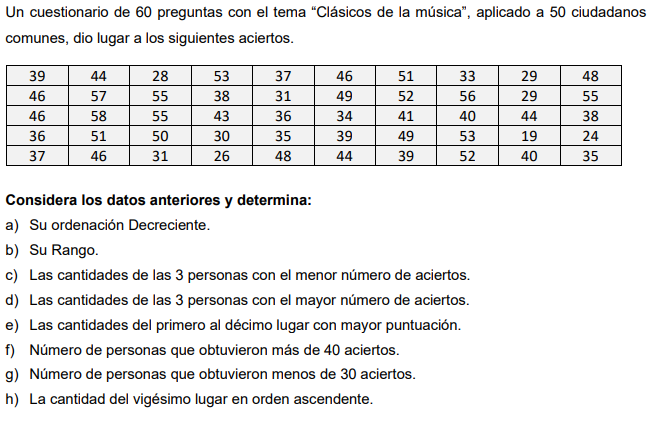 Un cuestionario de 60 preguntas con el tema “Clásicos de la música”, aplicado a 50 ciudadanos
comunes, dio lugar a los siguientes aciertos.
39 44 28 53 37 46 51 33 29 48
46 57 55 38 31 49 52 56 29 55
46 58 55 43 36 34 41 40 44 38
36 51 50 30 35 39 49 53 19 24
37 46 31 26 48 44 39 52 40 35
Considera los datos anteriores y determina:
a) Su ordenación Decreciente.
b) Su Rango.
c) Las cantidades de las 3 personas con el menor número de aciertos.
d) Las cantidades de las 3 personas con el mayor número de aciertos.
e) Las cantidades del primero al décimo lugar con mayor puntuación.
f) Número de personas que obtuvieron más de 40 aciertos.
g) Número de personas que obtuvieron menos de 30 aciertos.
h) La cantidad del vigésimo lugar en orden ascendente.